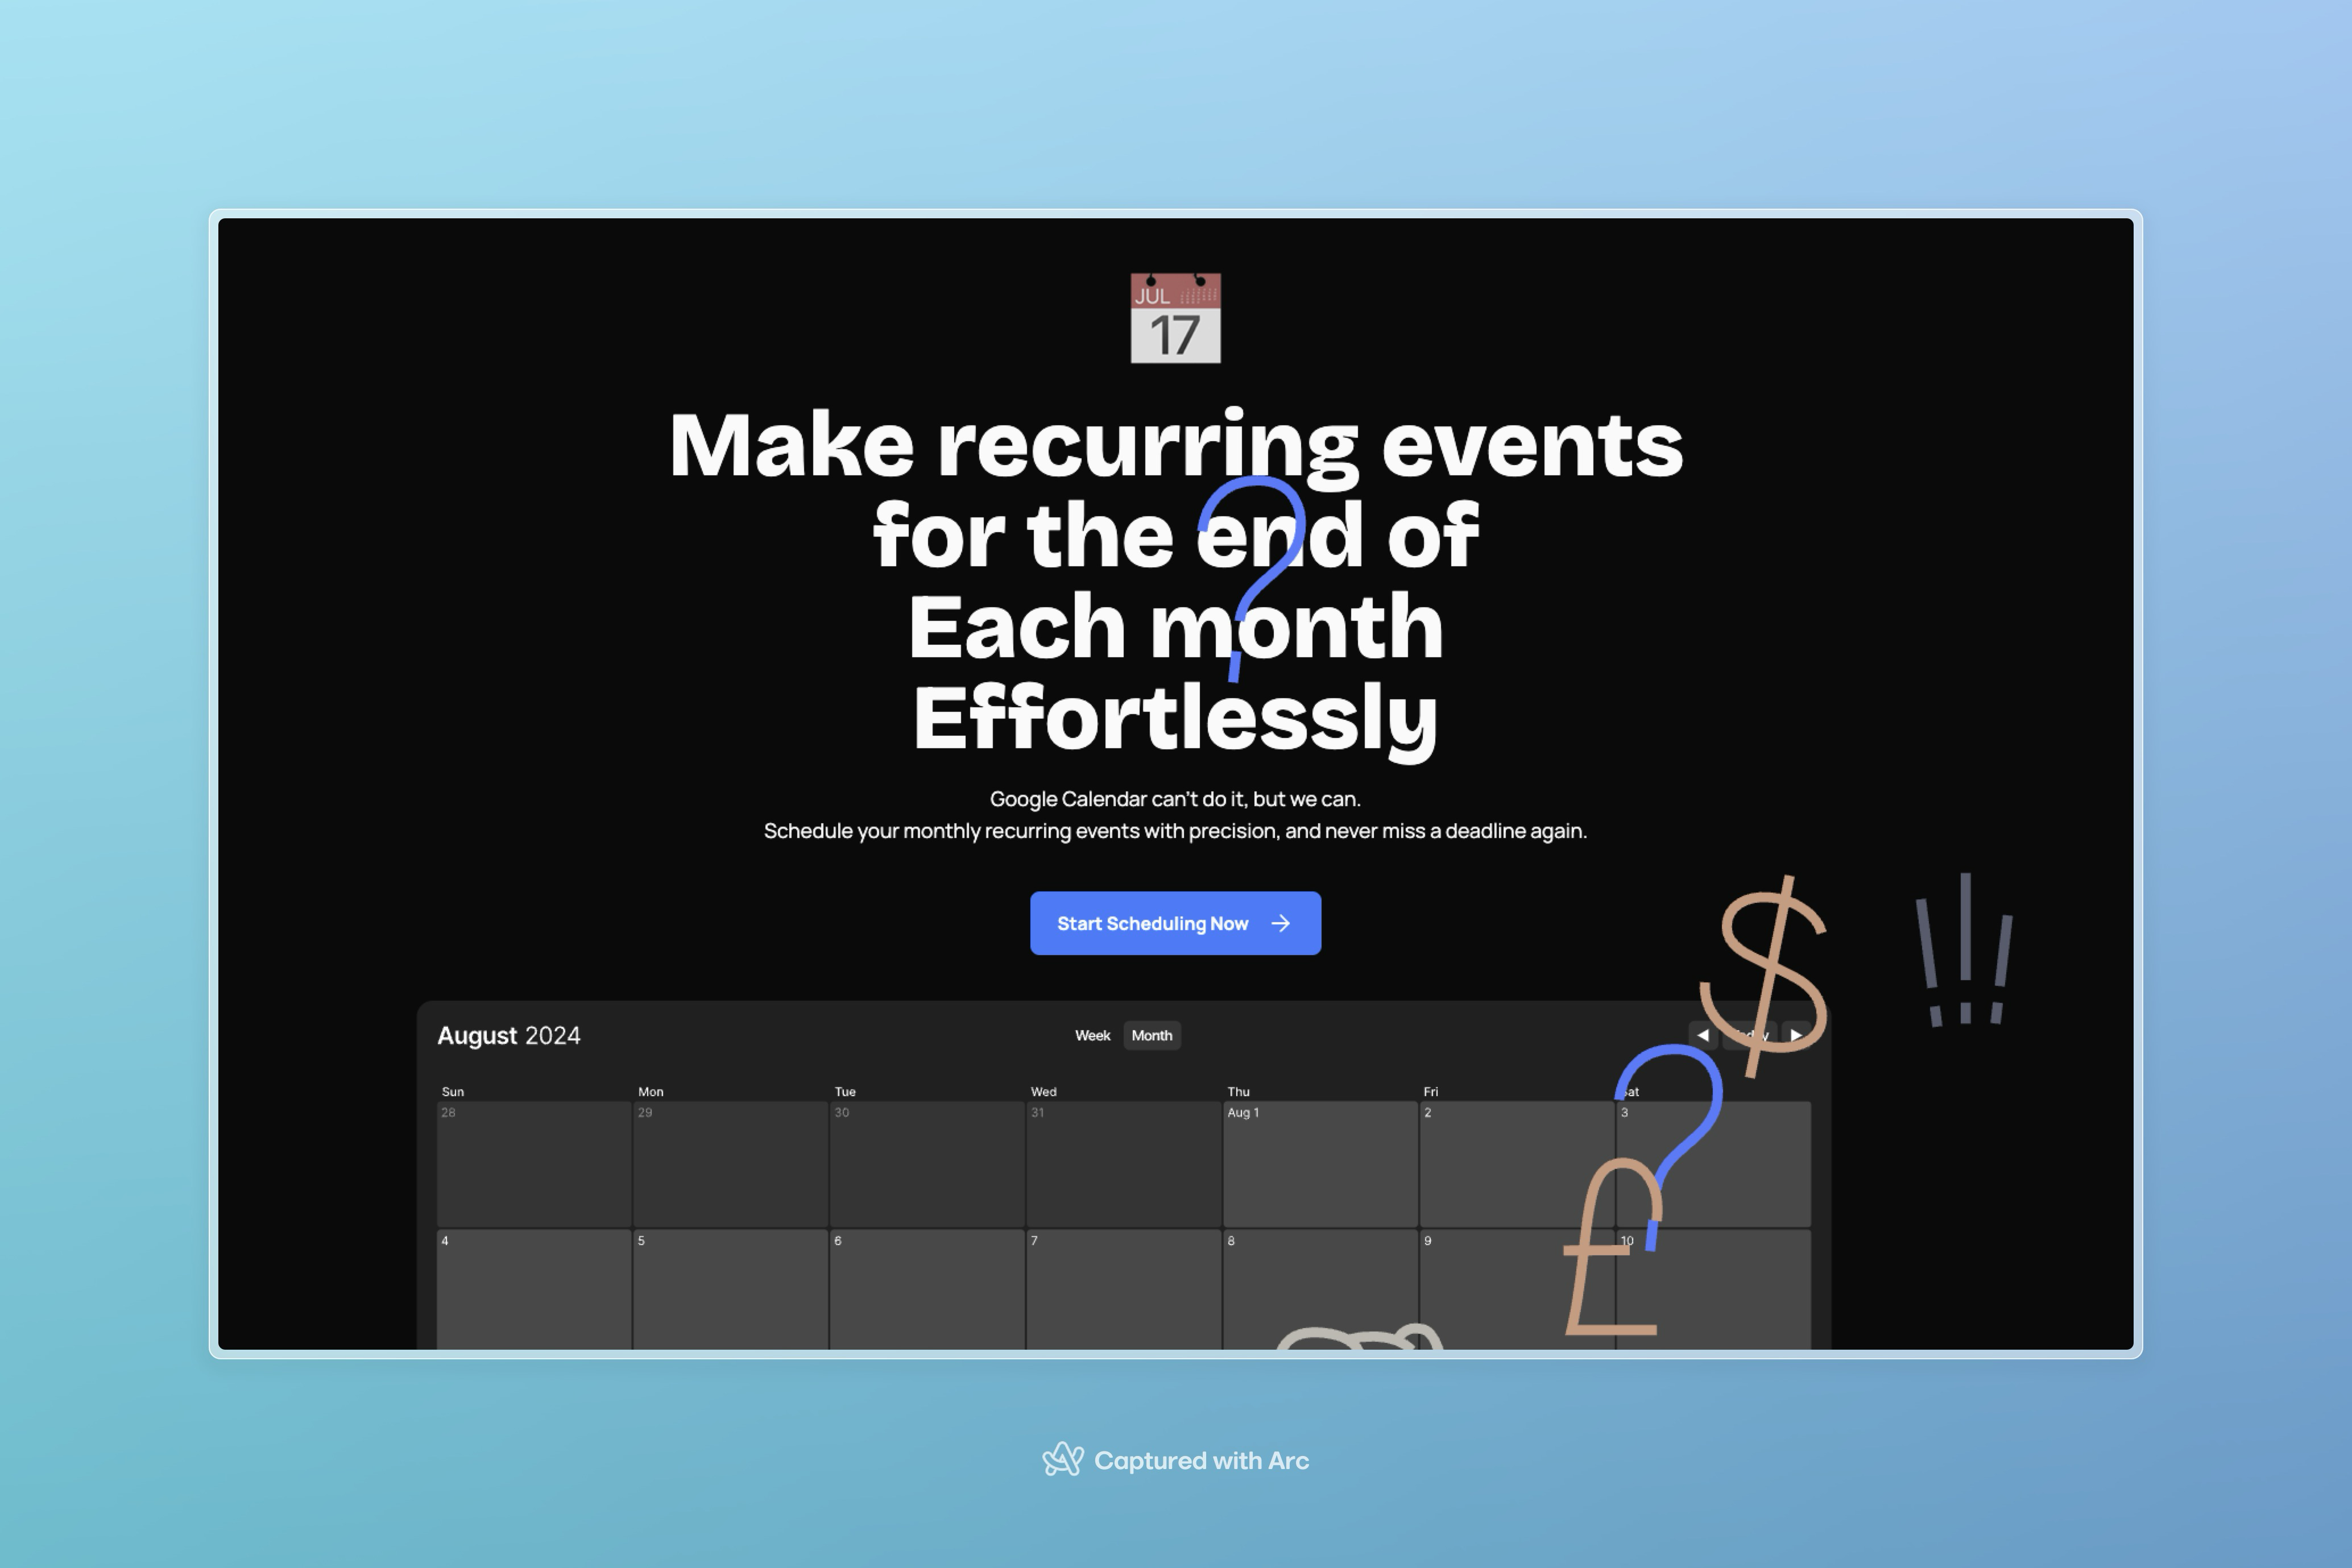 JUL
17
Make recurring events
for the end of
Each month
Effortlessly
Google Calendar can't do it, but we can.
Schedule your monthly recurring events with precision, and never miss a deadline again.
Start Scheduling Now →
$ !!!
August 2024 Week Month ◀ Today ▶
Sun Mon Tue Wed Thu Fri Sat
28 29 30 31 Aug 1 2 3
?
?
£
4 5 6 7 8 9 10
Captured with Arc